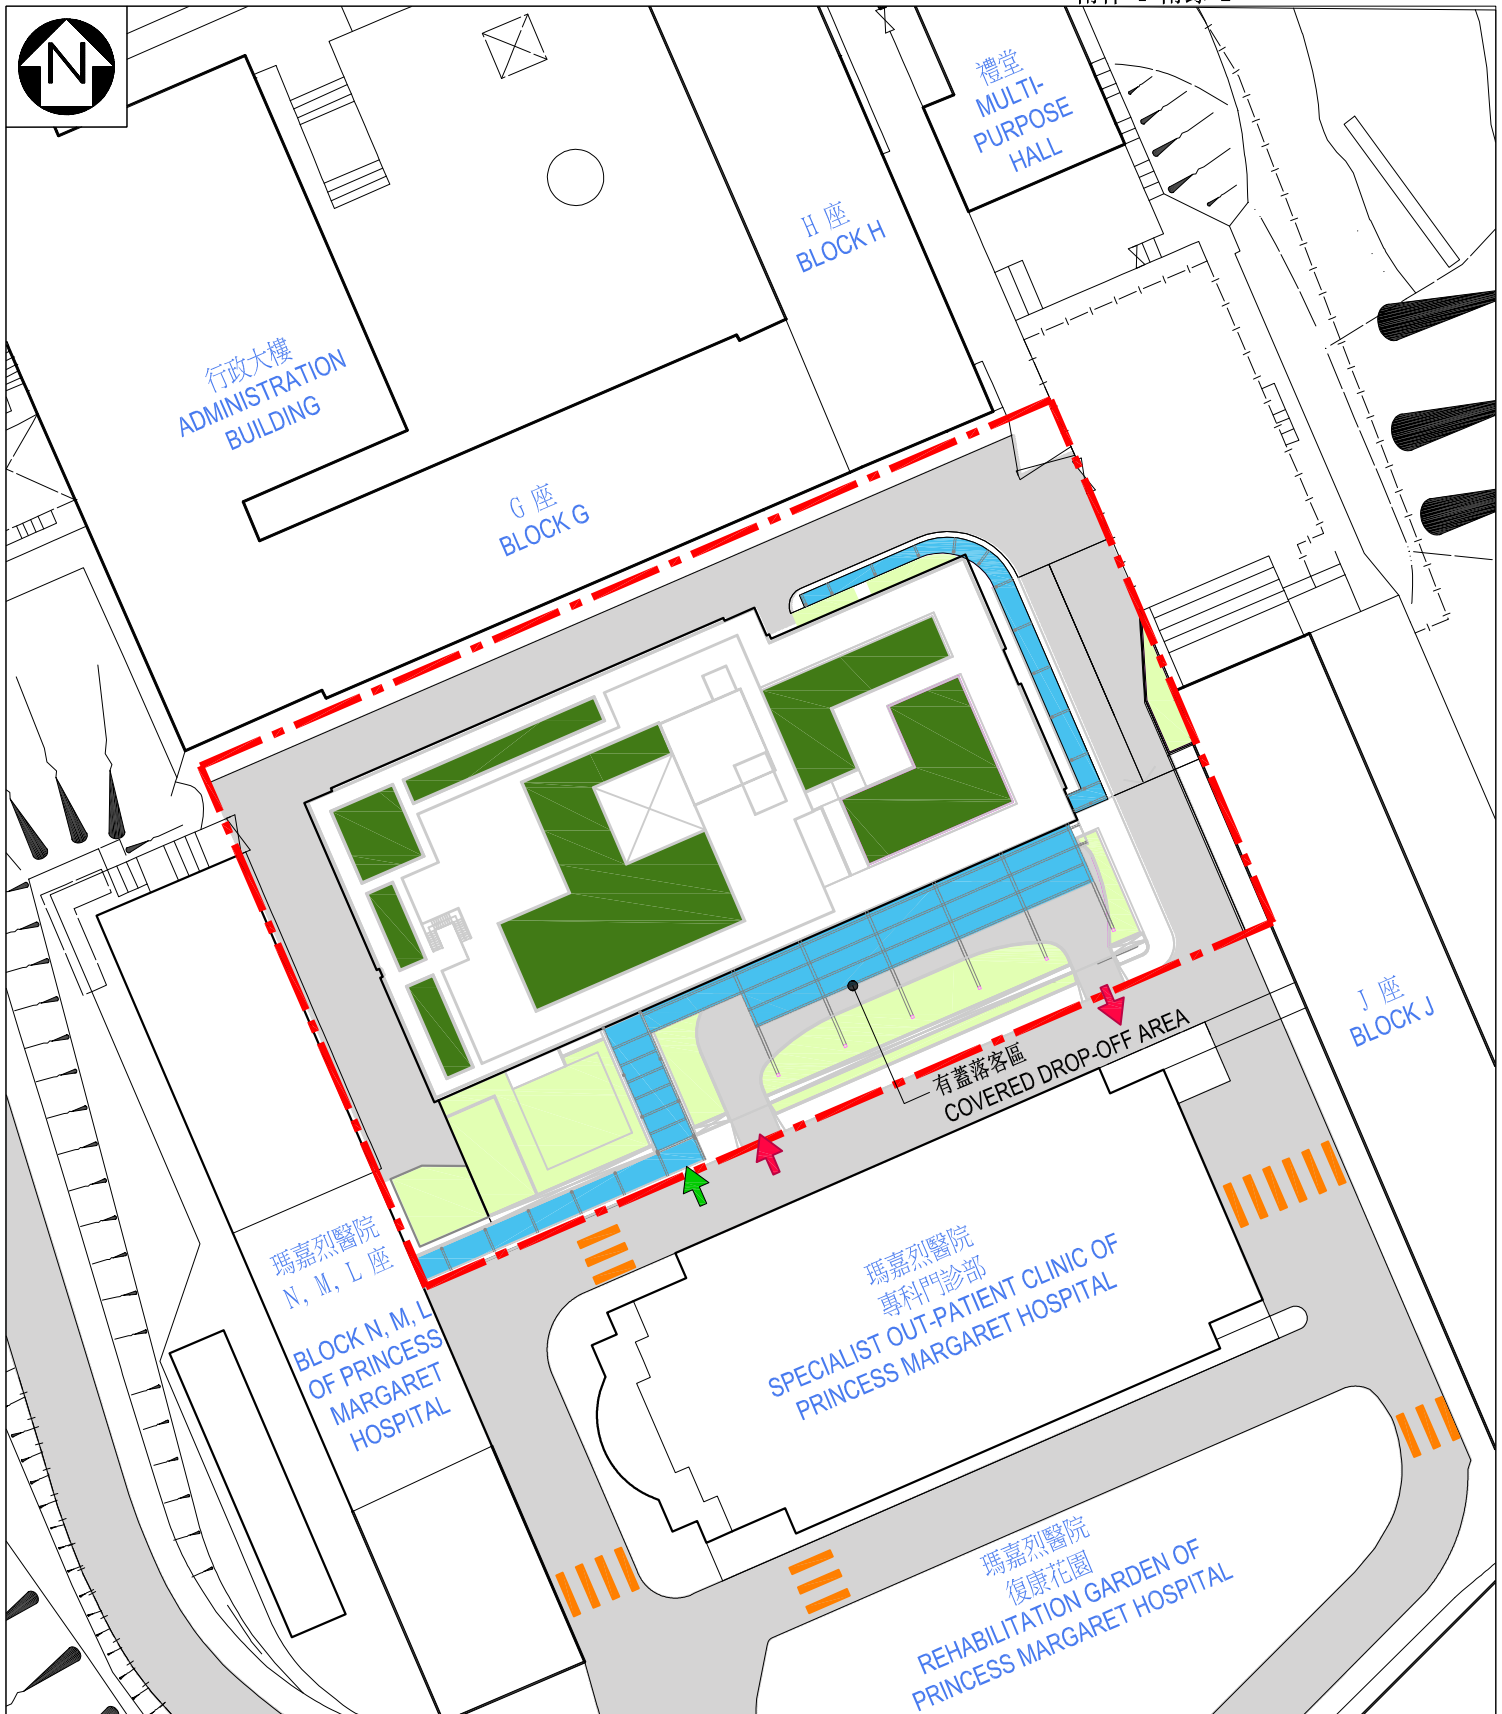 N
禮堂
MULTI-
PURPOSE
HALL
H 座
BLOCK H
行政大樓
ADMINISTRATION
BUILDING
G 座
BLOCK G
J 座
BLOCK J
有蓋落客區
COVERED DROP-OFF AREA
瑪嘉烈醫院
N, M, L 座
BLOCK N, M, L
OF PRINCESS
MARGARET
HOSPITAL
瑪嘉烈醫院
專科門診部
SPECIALIST OUT-PATIENT CLINIC OF
PRINCESS MARGARET HOSPITAL
瑪嘉烈醫院
復康花園
REHABILITATION GARDEN OF
PRINCESS MARGARET HOSPITAL